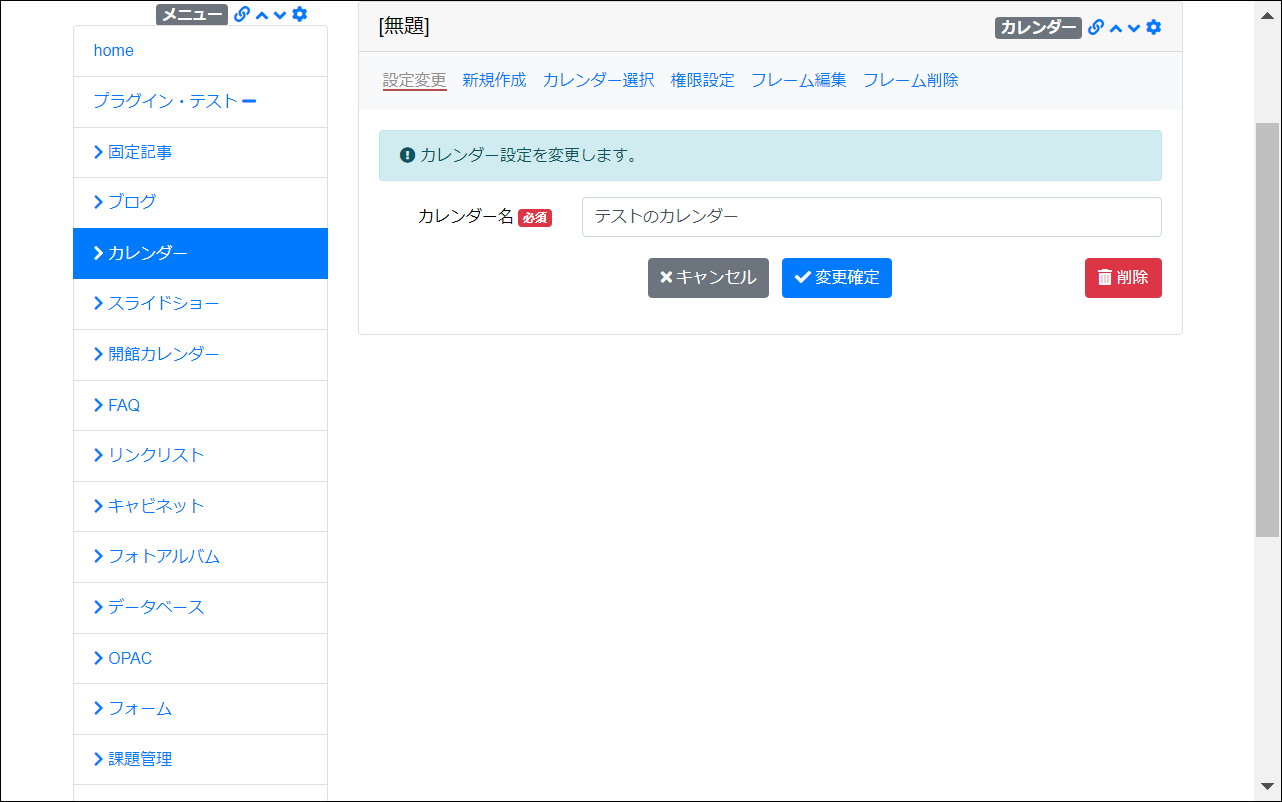 メニュー
home
プラグイン・テスト
固定記事
ブログ
カレンダー
スライドショー
開館カレンダー
FAQ
リンクリスト
キャビネット
フォトアルバム
データベース
OPAC
フォーム
課題管理
[無題] カレンダー
設定変更 新規作成 カレンダー選択 権限設定 フレーム編集 フレーム削除
カレンダー設定を変更します。
カレンダー名 必須 テストのカレンダー
キャンセル 変更確定 削除